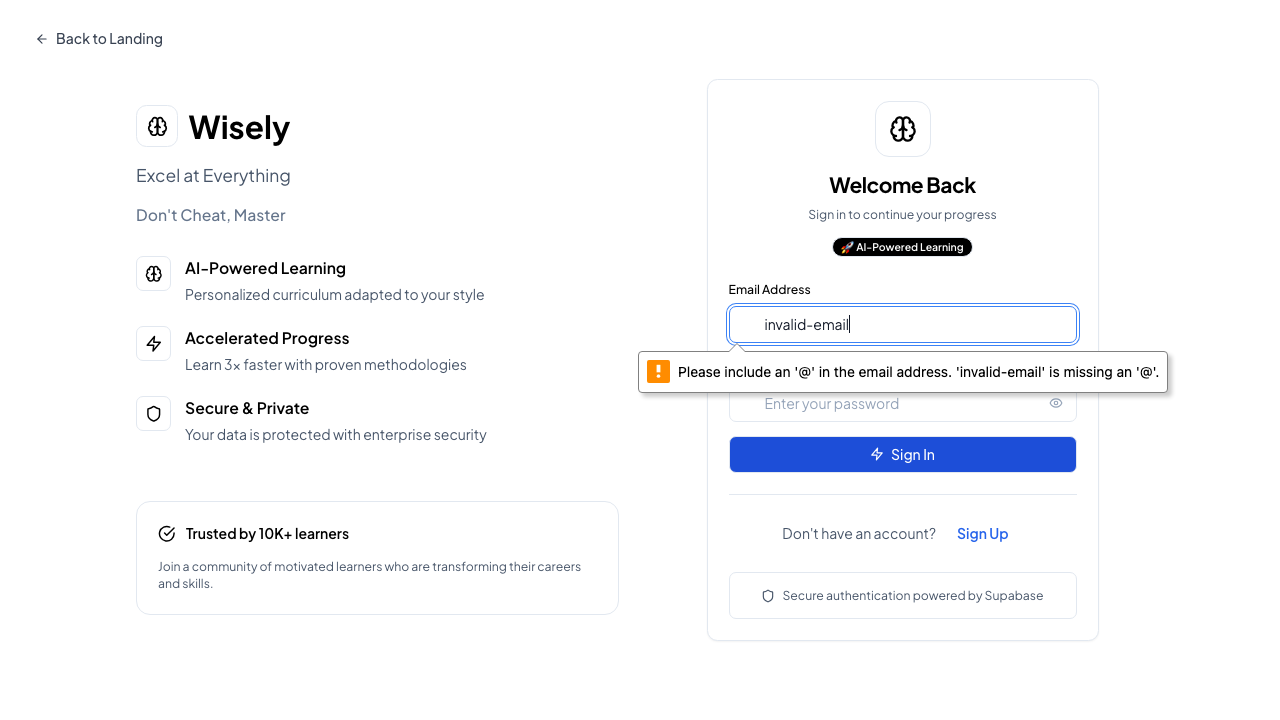 Back to Landing
Wisely
Excel at Everything
Don't Cheat, Master
AI-Powered Learning
Personalized curriculum adapted to your style
Accelerated Progress
Learn 3x faster with proven methodologies
Secure & Private
Your data is protected with enterprise security
Trusted by 10K+ learners
Join a community of motivated learners who are transforming their careers
and skills.
Welcome Back
Sign in to continue your progress
🚀 AI-Powered Learning
Email Address
invalid-email
Please include an '@' in the email address. 'invalid-email' is missing an '@'.
Enter your password
Sign In
Don't have an account? Sign Up
Secure authentication powered by Supabase